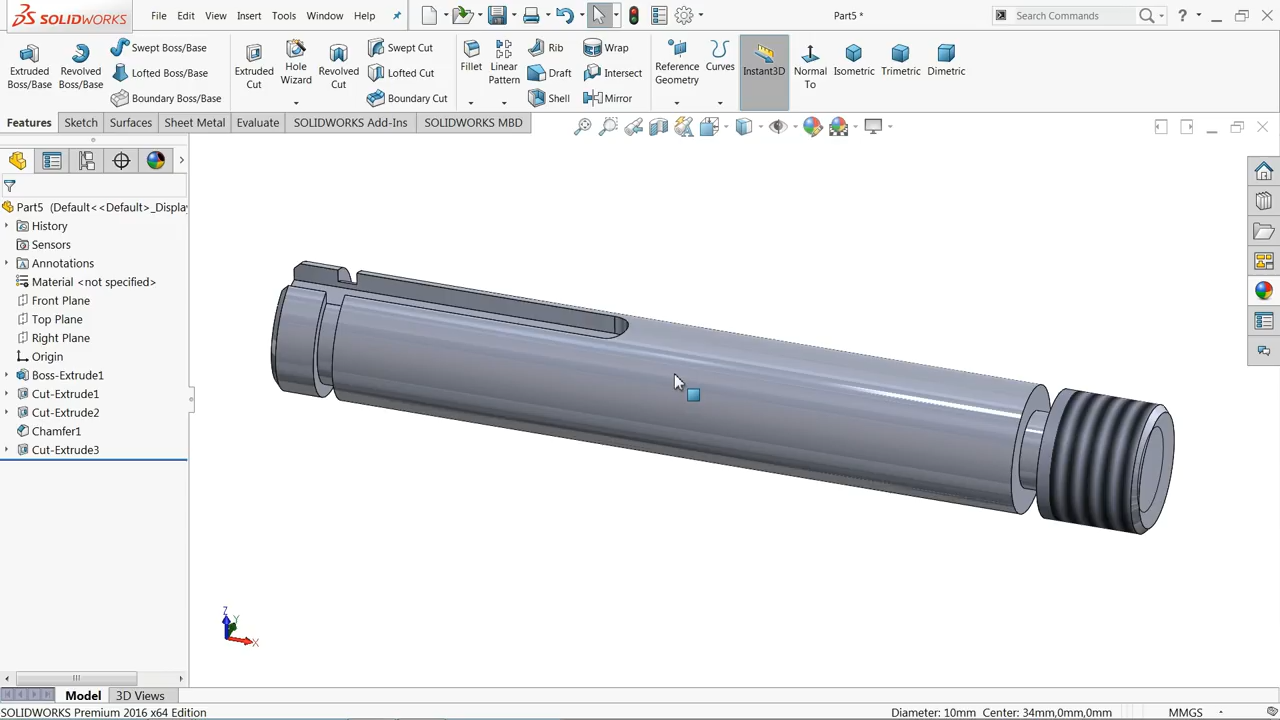 SOLIDWORKS File Edit View Insert Tools Window Help Part5 * Search Commands ?
Extruded Boss/Base
Revolved Boss/Base
Swept Boss/Base
Lofted Boss/Base
Boundary Boss/Base
Extruded Cut
Hole Wizard
Revolved Cut
Swept Cut
Lofted Cut
Boundary Cut
Fillet
Linear Pattern
Rib
Draft
Shell
Wrap
Intersect
Mirror
Reference Geometry
Curves
Instant3D
Normal To
Isometric
Trimetric
Dimetric
Features Sketch Surfaces Sheet Metal Evaluate SOLIDWORKS Add-Ins SOLIDWORKS MBD
Part5 (Default<<Default>_Display
History
Sensors
Annotations
Material <not specified>
Front Plane
Top Plane
Right Plane
Origin
Boss-Extrude1
Cut-Extrude1
Cut-Extrude2
Chamfer1
Cut-Extrude3
Z
Y
X
Model 3D Views
SOLIDWORKS Premium 2016 x64 Edition Diameter: 10mm Center: 34mm,0mm,0mm MMGS